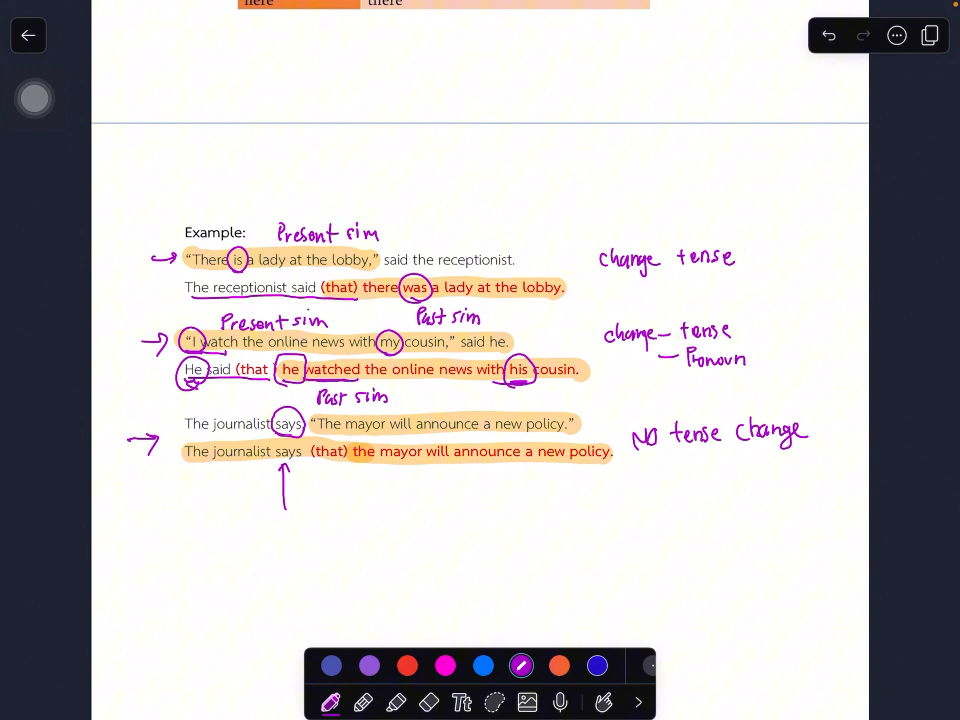 here there
Example: Present sim
“There is a lady at the lobby,” said the receptionist. change tense
The receptionist said (that) there was a lady at the lobby.
Present sim Past sim
“I watch the online news with my cousin,” said he. change - tense
- Pronoun
He said (that) he watched the online news with his cousin.
Past sim
The journalist says, “The mayor will announce a new policy.”
NO tense change
The journalist says (that) the mayor will announce a new policy.
Tt